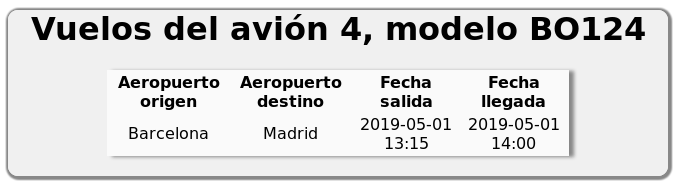 Vuelos del avión 4, modelo BO124
Aeropuerto origen Aeropuerto destino Fecha salida Fecha llegada
Barcelona Madrid 2019-05-01 13:15 2019-05-01 14:00